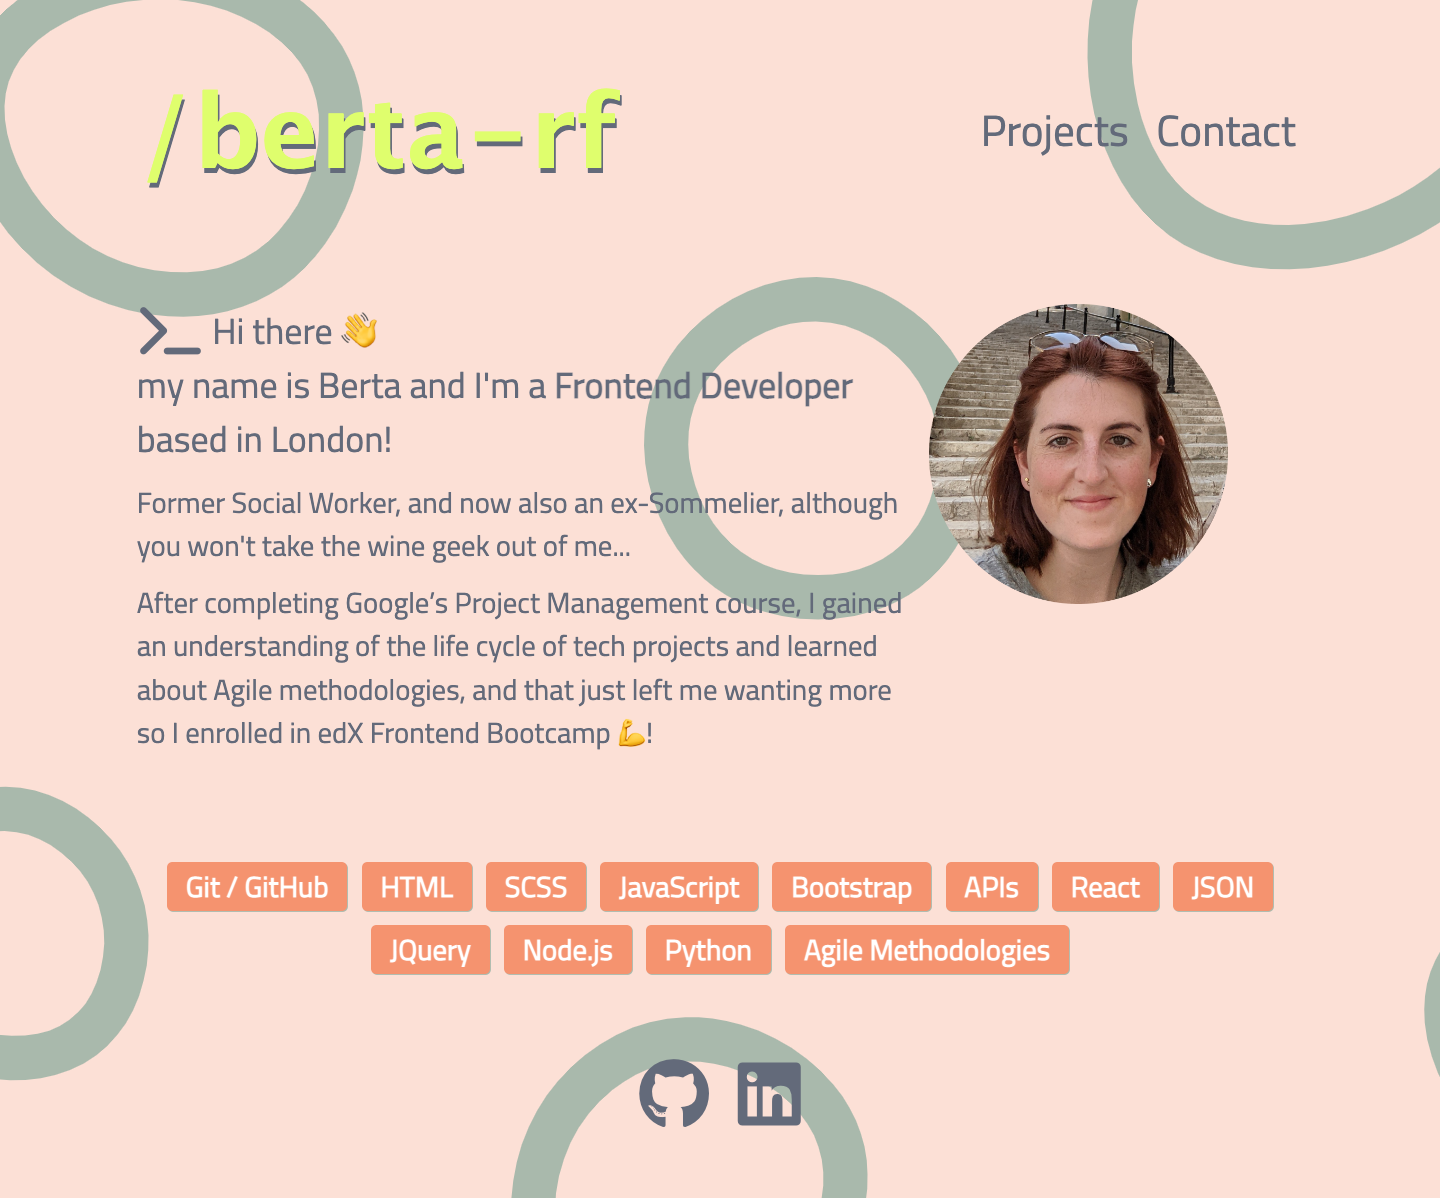 /berta-rf
Projects Contact
Hi there 👋
my name is Berta and I'm a Frontend Developer
based in London!
Former Social Worker, and now also an ex-Sommelier, although
you won't take the wine geek out of me...
After completing Google’s Project Management course, I gained
an understanding of the life cycle of tech projects and learned
about Agile methodologies, and that just left me wanting more
so I enrolled in edX Frontend Bootcamp 💪!
Git / GitHub HTML SCSS JavaScript Bootstrap APIs React JSON
JQuery Node.js Python Agile Methodologies
in